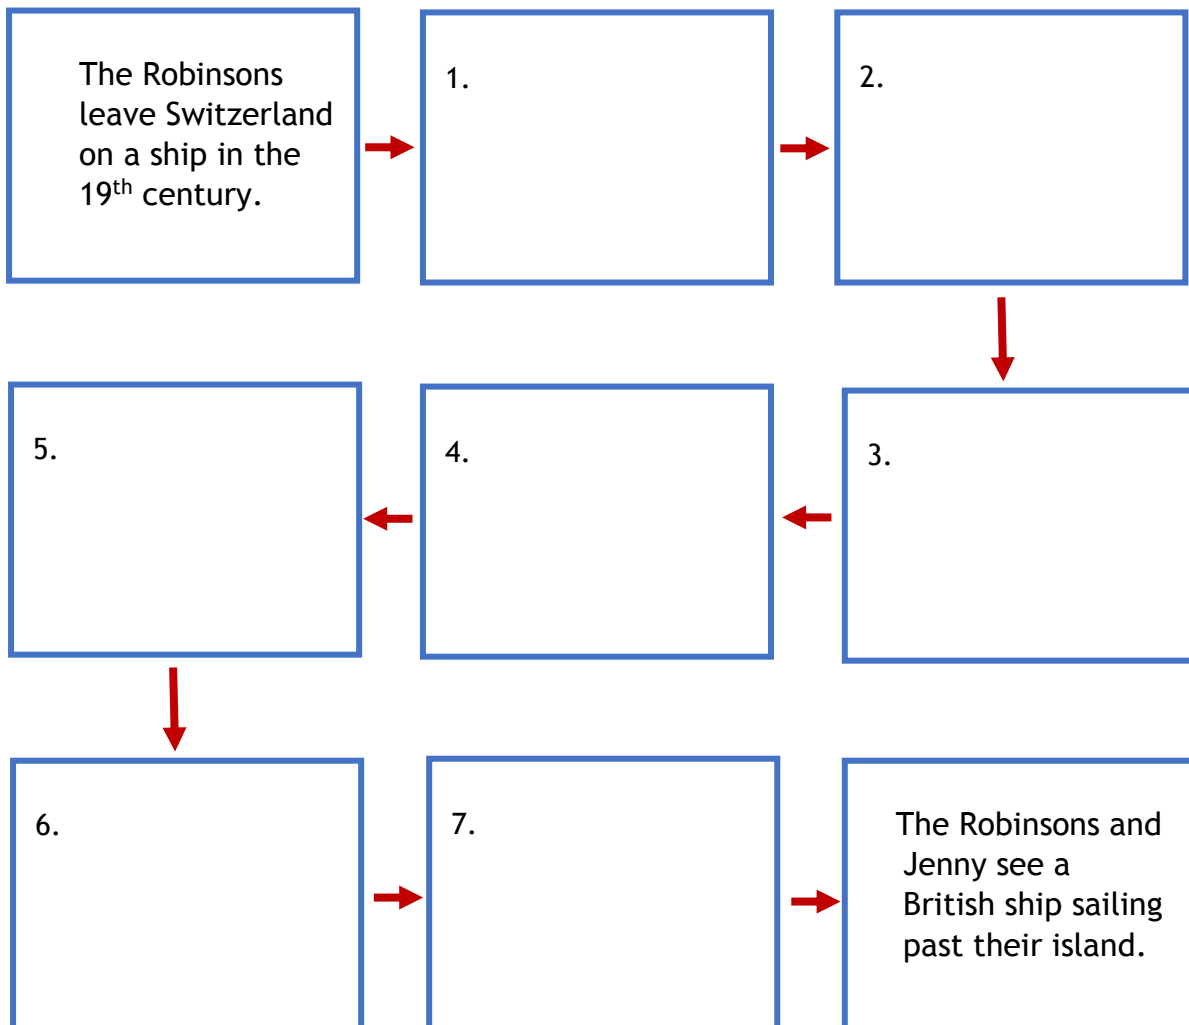 The Robinsons
leave Switzerland
on a ship in the
19th century.
1.
2.
3.
4.
5.
6.
7.
The Robinsons and
Jenny see a
British ship sailing
past their island.